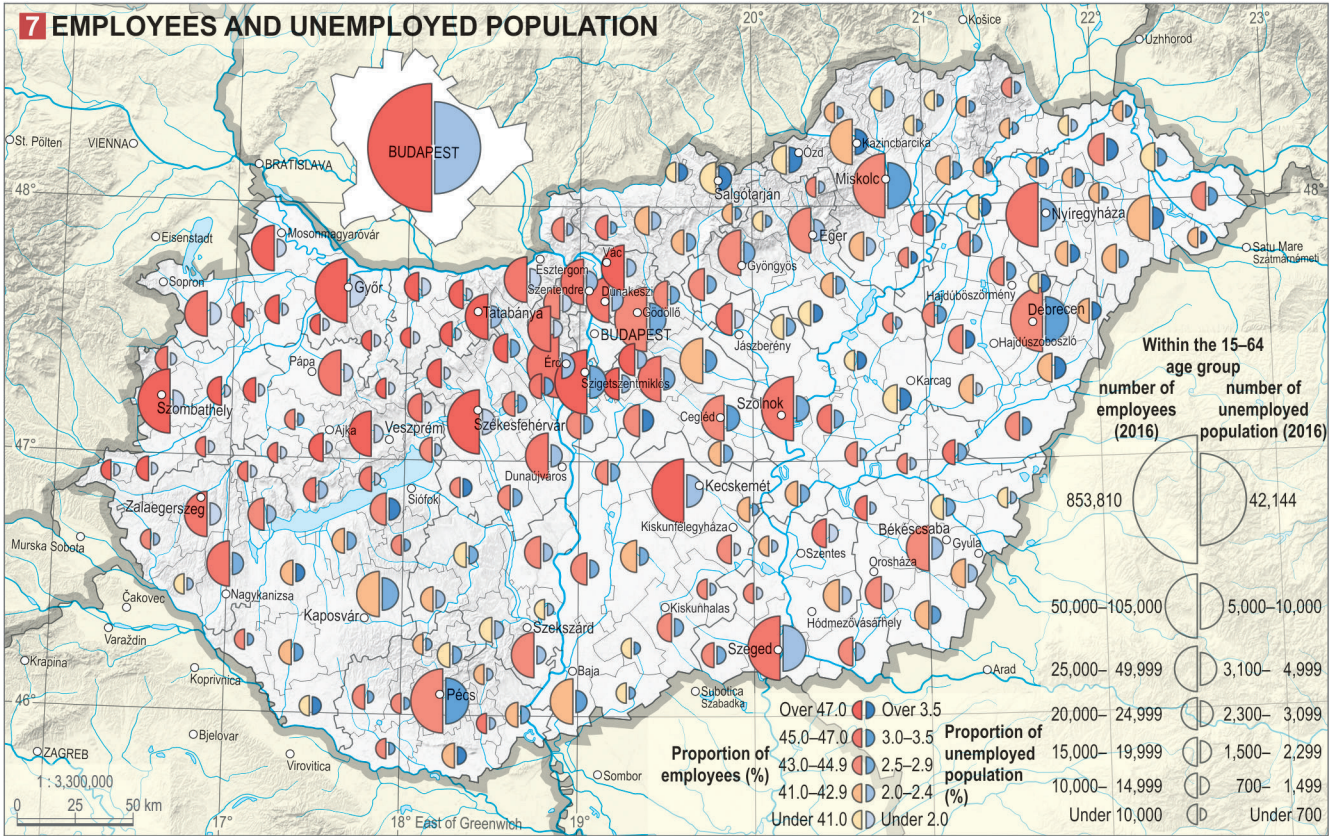 7 EMPLOYEES AND UNEMPLOYED POPULATION
20°
21°
22°
23°
Košice
Uzhhorod
St. Pölten
VIENNA
BRATISLAVA
BUDAPEST
Kazincbarcika
Ózd
Miskolc
Salgótarján
48°
48°
Nyíregyháza
Eger
Gyöngyös
Eisenstadt
Mosonmagyaróvár
Sopron
Győr
Vác
Esztergom
Szentendre
Dunakeszi
Gödöllő
Tatabánya
BUDAPEST
Jászberény
Satu Mare
Szatmárnémeti
Hajdúböszörmény
Debrecen
Hajdúszoboszló
Pápa
Érd
Szigetszentmiklós
Karcag
Szombathely
Ajka
Veszprém
Székesfehérvár
Cegléd
Szolnok
47°
47°
Dunaújváros
Zalaegerszeg
Siófok
Kecskemét
Kiskunfélegyháza
Békéscsaba
Gyula
Szentes
Orosháza
Murska Sobota
Nagykanizsa
Čakovec
Kaposvár
Varaždin
Szekszárd
Kiskunhalas
Hódmezővásárhely
Szeged
Krapina
Koprivnica
Baja
Arad
46°
46°
Pécs
Subotica
Szabadka
Bjelovar
ZAGREB
Virovitica
Sombor
1 : 3,300,000
0 25 50 km
17°
18°
East of Greenwich
19°
Within the 15–64
age group
number of
employees
(2016)
number of
unemployed
population (2016)
853,810 42,144
50,000–105,000 5,000–10,000
25,000– 49,999 3,100– 4,999
20,000– 24,999 2,300– 3,099
15,000– 19,999 1,500– 2,299
10,000– 14,999 700– 1,499
Under 10,000 Under 700
Proportion of
employees (%)
Over 47.0 Over 3.5
45.0–47.0 3.0–3.5
43.0–44.9 2.5–2.9
41.0–42.9 2.0–2.4
Under 41.0 Under 2.0
Proportion of
unemployed
population
(%)